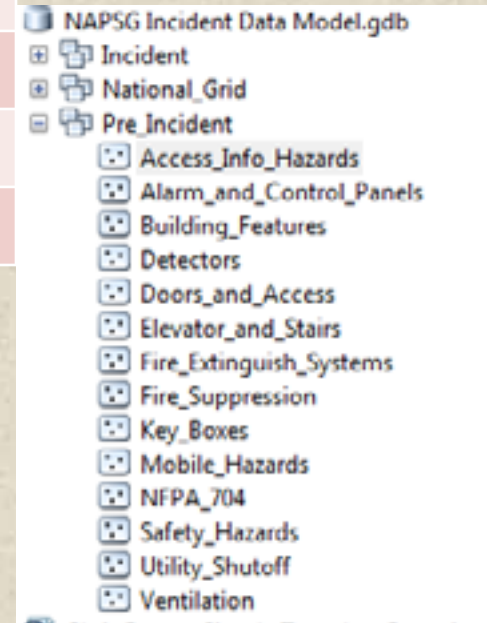 NAPSG Incident Data Model.gdb
Incident
National_Grid
Pre_Incident
Access_Info_Hazards
Alarm_and_Control_Panels
Building_Features
Detectors
Doors_and_Access
Elevator_and_Stairs
Fire_Extinguish_Systems
Fire_Suppression
Key_Boxes
Mobile_Hazards
NFPA_704
Safety_Hazards
Utility_Shutoff
Ventilation